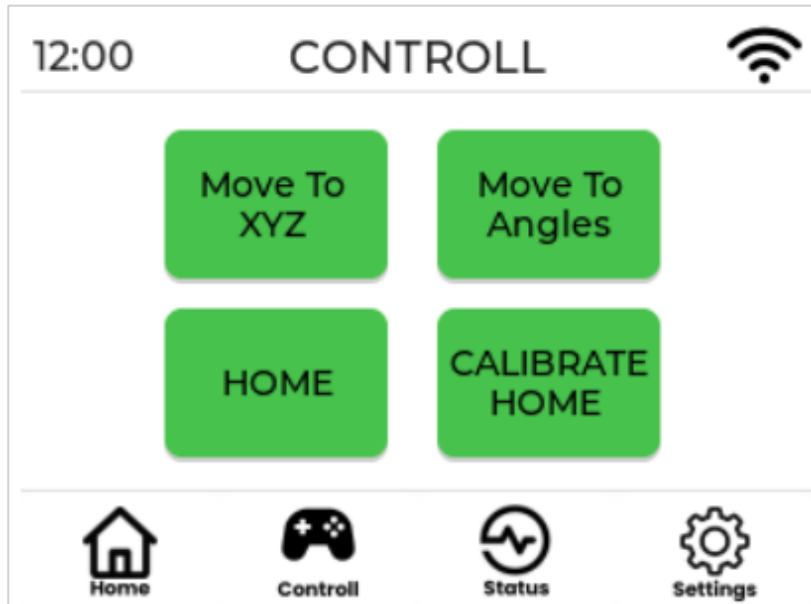 12:00 CONTROLL
Move To
XYZ
Move To
Angles
HOME
CALIBRATE
HOME
Home Controll Status Settings